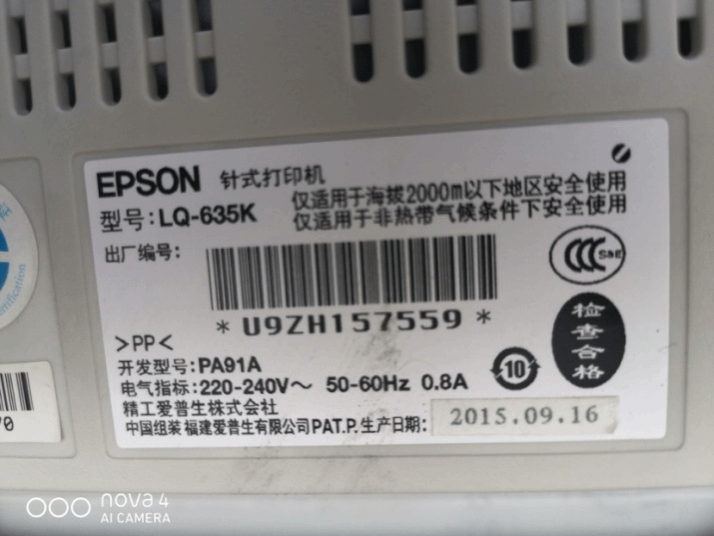 EPSON 针式打印机
仅适用于海拔2000m以下地区安全使用
型号:LQ-635K
仅适用于非热带气候条件下安全使用
出厂编号:
S&E
*U9ZH157559*
检查合格
>PP<
开发型号:PA91A
10
电气指标:220-240V～ 50-60Hz 0.8A
精工爱普生株式会社
中国组装福建爱普生有限公司PAT.P.生产日期: 2015.09.16
nova 4
AI CAMERA